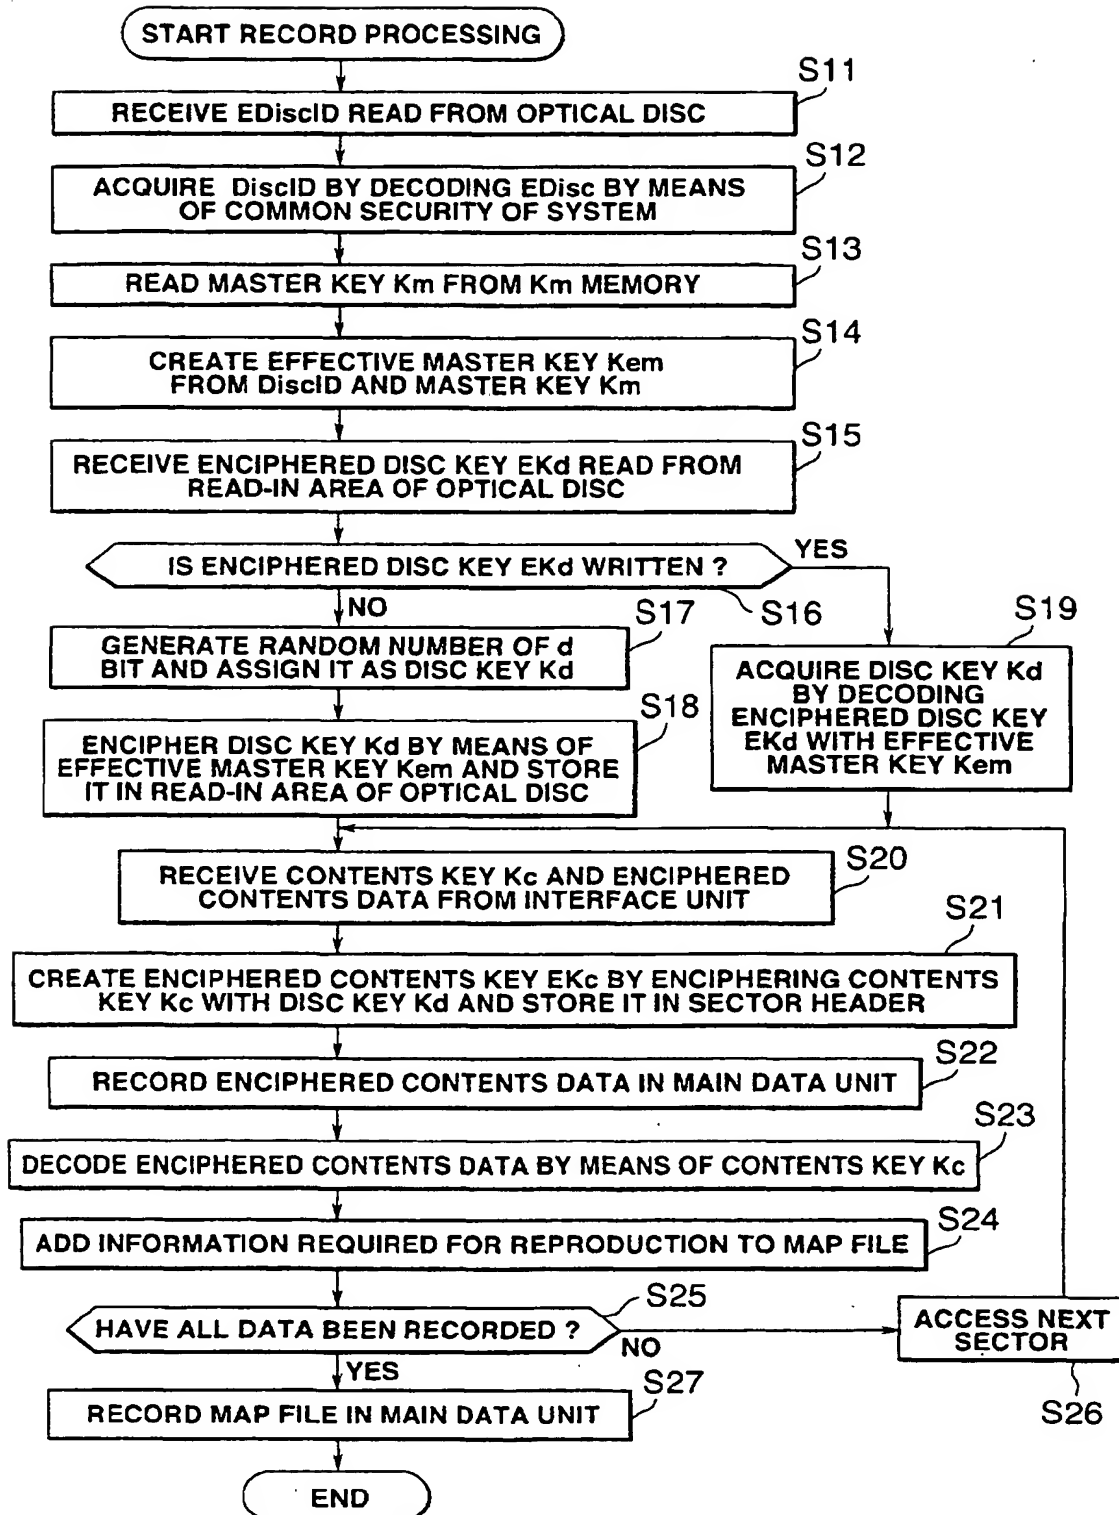 START RECORD PROCESSING
S11
RECEIVE EDiscID READ FROM OPTICAL DISC
S12
ACQUIRE DiscID BY DECODING EDisc BY MEANS
OF COMMON SECURITY OF SYSTEM
S13
READ MASTER KEY Km FROM Km MEMORY
S14
CREATE EFFECTIVE MASTER KEY Kem
FROM DiscID AND MASTER KEY Km
S15
RECEIVE ENCIPHERED DISC KEY EKd READ FROM
READ-IN AREA OF OPTICAL DISC
IS ENCIPHERED DISC KEY EKd WRITTEN ?
YES
S16
NO
S17
GENERATE RANDOM NUMBER OF d
BIT AND ASSIGN IT AS DISC KEY Kd
S19
ACQUIRE DISC KEY Kd
BY DECODING
ENCIPHERED DISC KEY
EKd WITH EFFECTIVE
MASTER KEY Kem
S18
ENCIPHER DISC KEY Kd BY MEANS OF
EFFECTIVE MASTER KEY Kem AND STORE
IT IN READ-IN AREA OF OPTICAL DISC
S20
RECEIVE CONTENTS KEY Kc AND ENCIPHERED
CONTENTS DATA FROM INTERFACE UNIT
S21
CREATE ENCIPHERED CONTENTS KEY EKc BY ENCIPHERING CONTENTS
KEY Kc WITH DISC KEY Kd AND STORE IT IN SECTOR HEADER
S22
RECORD ENCIPHERED CONTENTS DATA IN MAIN DATA UNIT
S23
DECODE ENCIPHERED CONTENTS DATA BY MEANS OF CONTENTS KEY Kc
S24
ADD INFORMATION REQUIRED FOR REPRODUCTION TO MAP FILE
S25
HAVE ALL DATA BEEN RECORDED ?
NO
ACCESS NEXT
SECTOR
S26
YES
S27
RECORD MAP FILE IN MAIN DATA UNIT
END